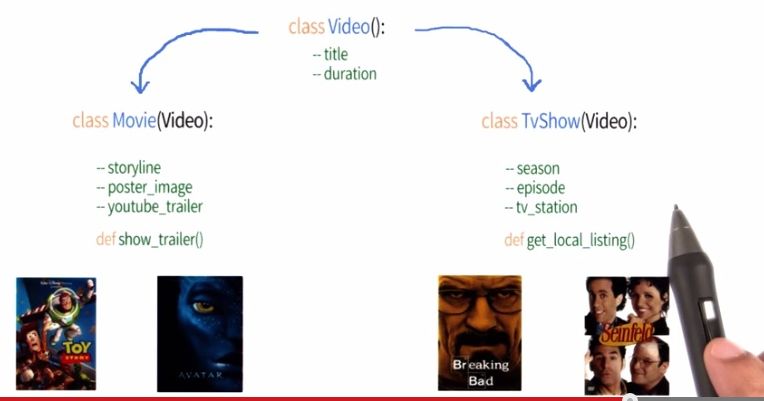 class Video():
-- title
-- duration
class Movie(Video):
-- storyline
-- poster_image
-- youtube_trailer
def show_trailer()
class TvShow(Video):
-- season
-- episode
-- tv_station
def get_local_listing()
TOY
STORY
AVATAR
Breaking
Bad
Seinfeld